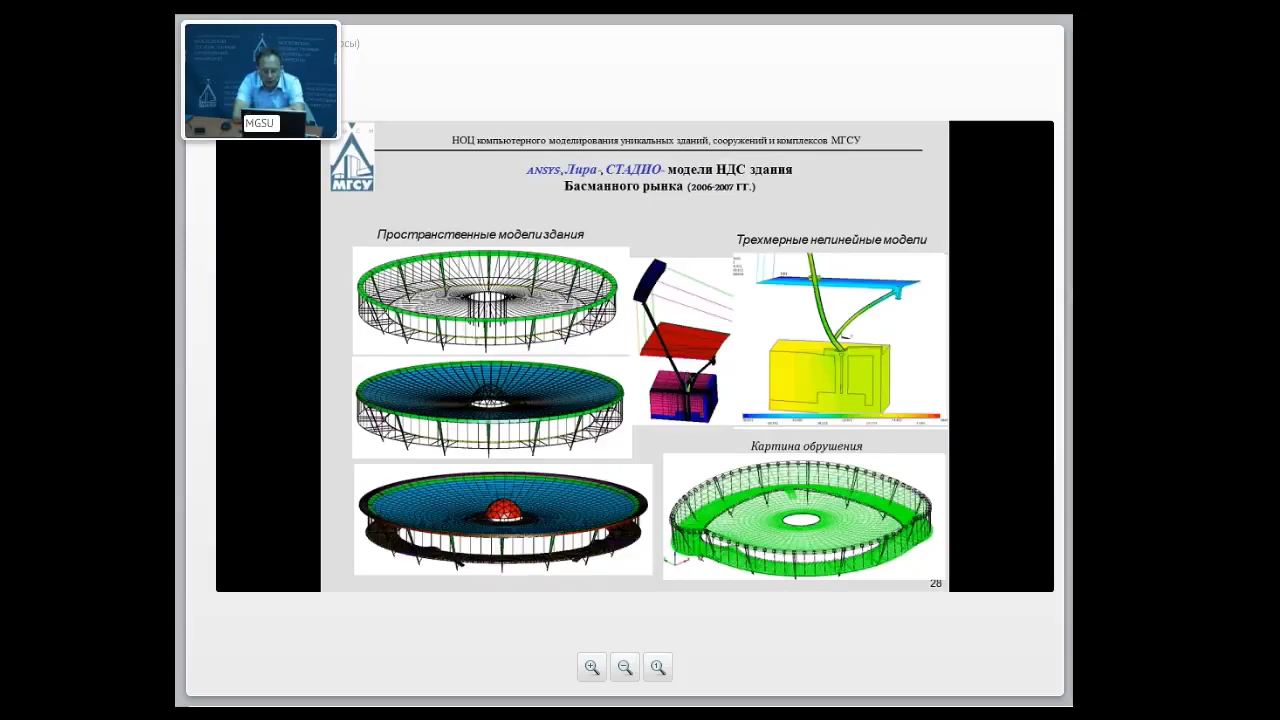 осы)
MGSU
МГСУ
НОЦ компьютерного моделирования уникальных зданий, сооружений и комплексов МГСУ
ANSYS, Лира-, СТАДИО- модели НДС здания
Басманного рынка (2006-2007 гг.)
Пространственные модели здания
Трехмерные нелинейные модели
Картина обрушения
28